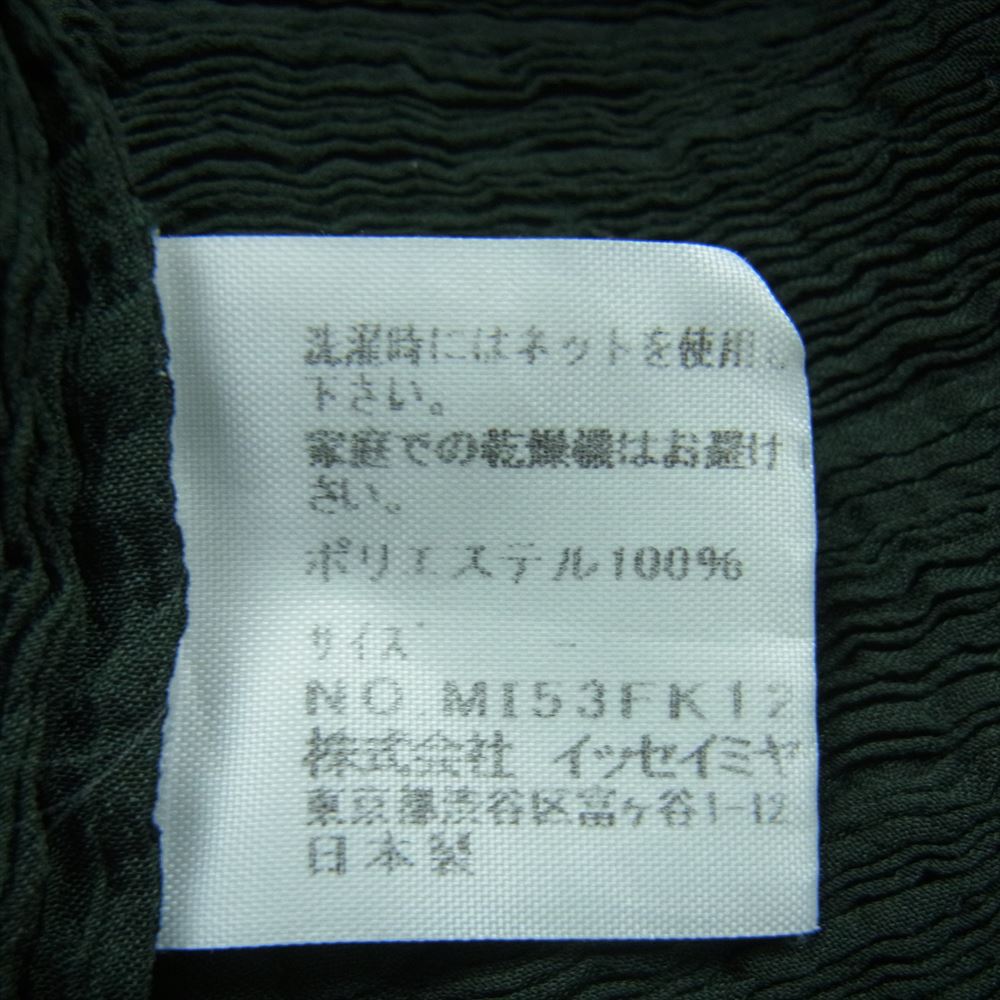 洗濯時にはネットを使用し
下さい。
家庭での乾燥機はお避け
さい。
ポリエステル100%
サイズ -
NO.MI53FK12
株式会社 イッセイミヤ
東京都渋谷区富ヶ谷1-12
日本製